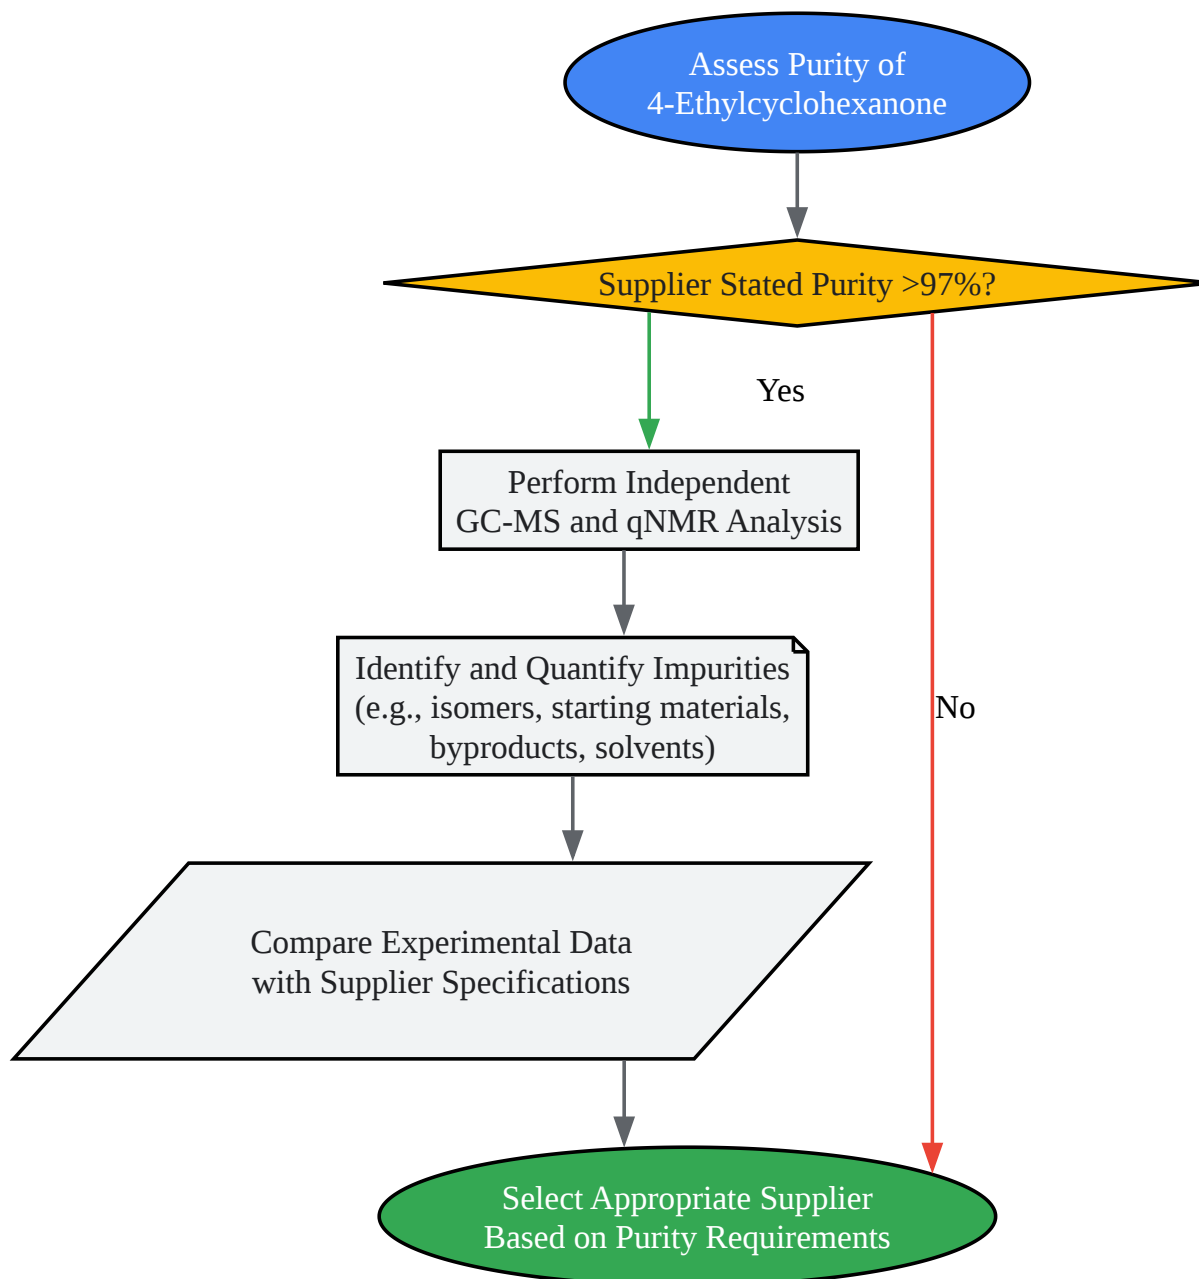 Assess Purity of
4-Ethylcyclohexanone
Supplier Stated Purity >97%?
Yes
Perform Independent
GC-MS and qNMR Analysis
Identify and Quantify Impurities
(e.g., isomers, starting materials,
byproducts, solvents)
No
Compare Experimental Data
with Supplier Specifications
Select Appropriate Supplier
Based on Purity Requirements